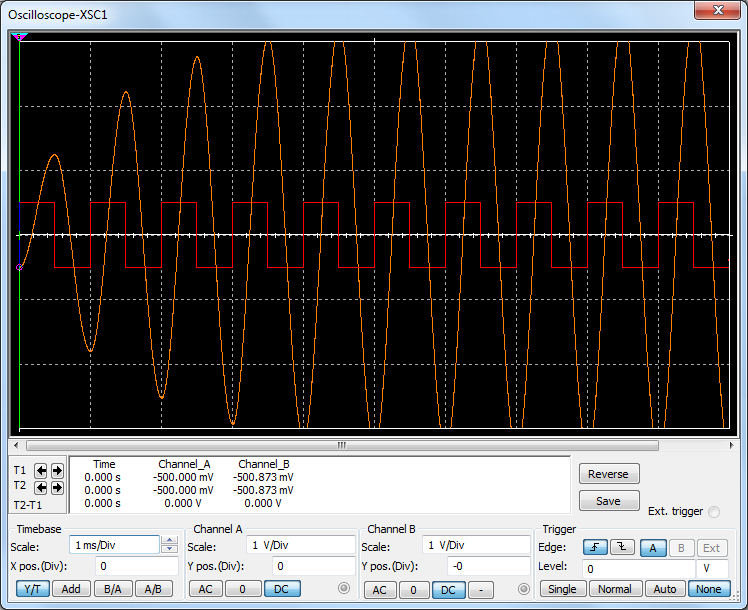 Oscilloscope-XSC1
T1
T2
T2-T1
Time Channel_A Channel_B
0.000 s -500.000 mV -500.873 mV
0.000 s -500.000 mV -500.873 mV
0.000 s 0.000 V 0.000 V
Reverse
Save
Ext. trigger
Timebase
Scale: 1 ms/Div
X pos.(Div): 0
Y/T Add B/A A/B
Channel A
Scale: 1 V/Div
Y pos.(Div): 0
AC 0 DC
Channel B
Scale: 1 V/Div
Y pos.(Div): -0
AC 0 DC -
Trigger
Edge: A B Ext
Level: 0 V
Single Normal Auto None